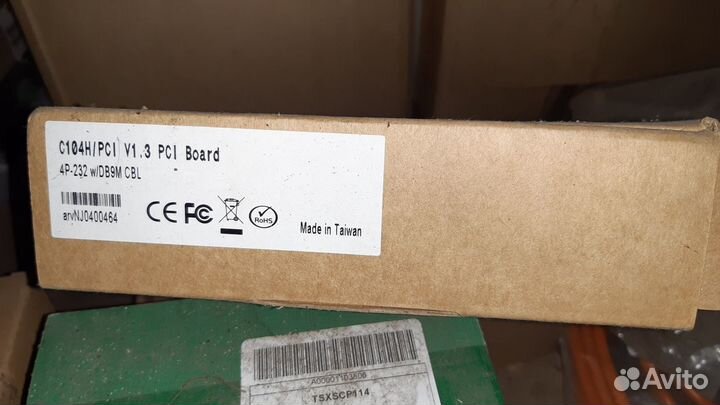 C104H/PCI V1.3 PCI Board
4P-232 w/DB9M CBL
arvNJ0400464
CE FC RoHS
Made in Taiwan
TSXSCP114
Avito